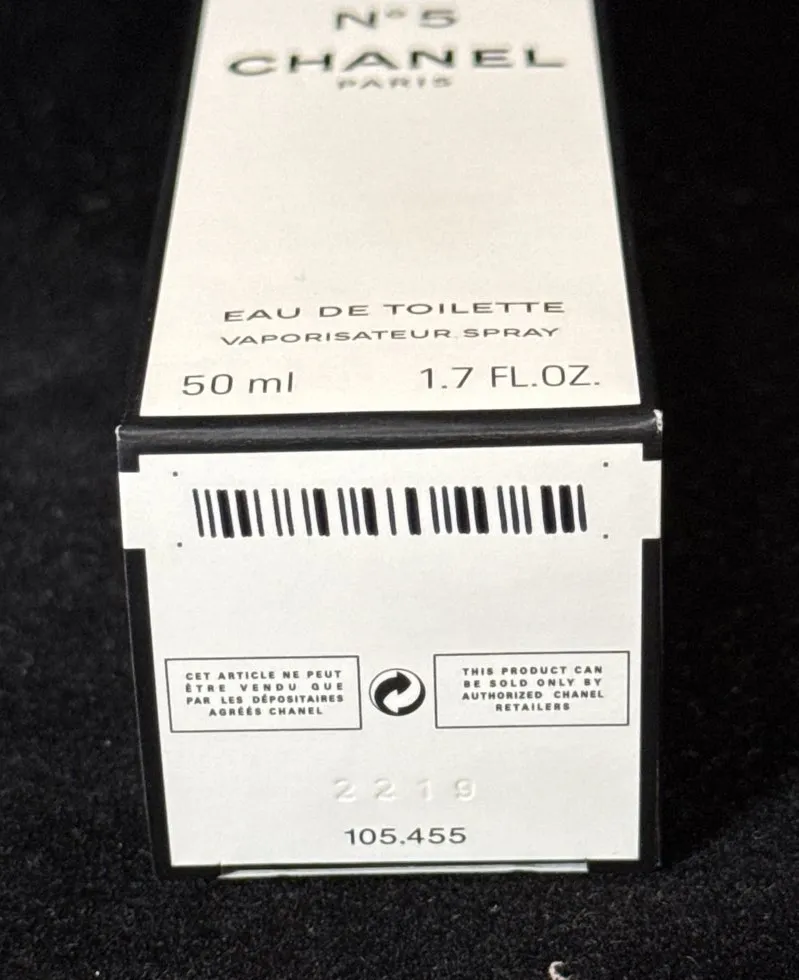 N°5
CHANEL
PARIS
EAU DE TOILETTE
VAPORISATEUR SPRAY
50 ml 1.7 FL.OZ.
CET ARTICLE NE PEUT
ÊTRE VENDU QUE
PAR LES DÉPOSITAIRES
AGRÉÉS CHANEL
THIS PRODUCT CAN
BE SOLD ONLY BY
AUTHORIZED CHANEL
RETAILERS
2219
105.455